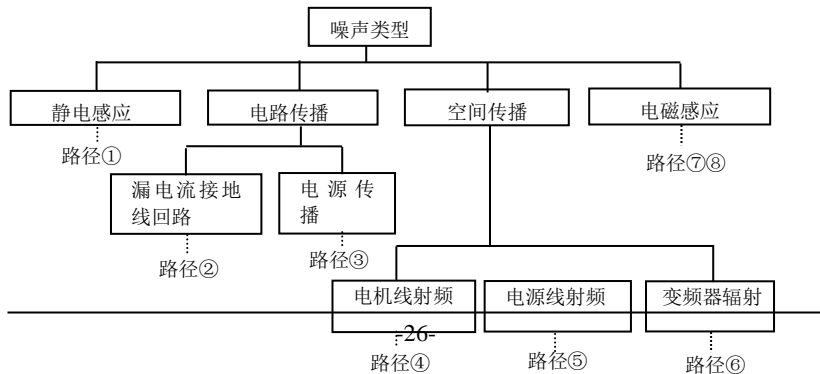 噪声类型
静电感应
电路传播
空间传播
电磁感应
路径①
路径⑦⑧
漏电流接地
线回路
电源传
播
路径②
路径③
电机线射频
电源线射频
变频器辐射
-26-
路径④
路径⑤
路径⑥